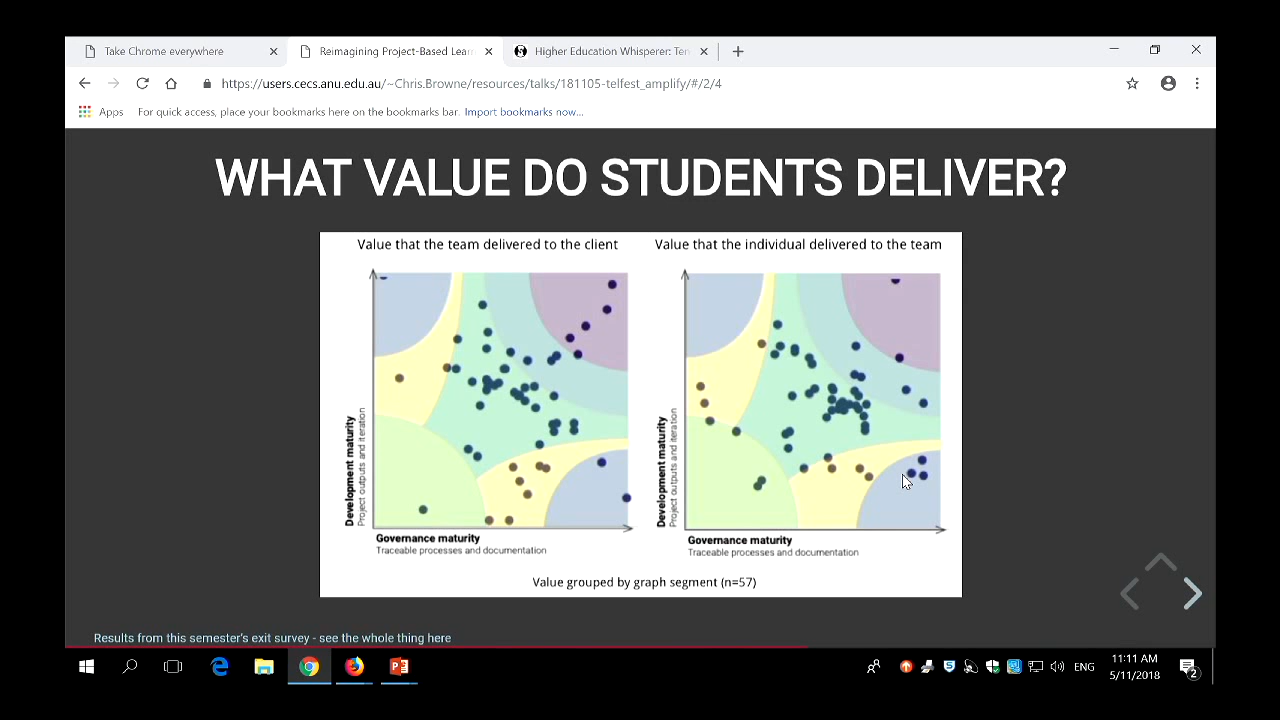 Take Chrome everywhere
Reimagining Project-Based Lear
Higher Education Whisperer: Ten
https://users.cecs.anu.edu.au/~Chris.Browne/resources/talks/181105-telfest_amplify/#/2/4
Apps For quick access, place your bookmarks here on the bookmarks bar. Import bookmarks now...
WHAT VALUE DO STUDENTS DELIVER?
Value that the team delivered to the client
Development maturity
Project outputs and iteration
Governance maturity
Traceable processes and documentation
Value that the individual delivered to the team
Development maturity
Project outputs and iteration
Governance maturity
Traceable processes and documentation
Value grouped by graph segment (n=57)
Results from this semester's exit survey - see the whole thing here
ENG
11:11 AM
5/11/2018
2